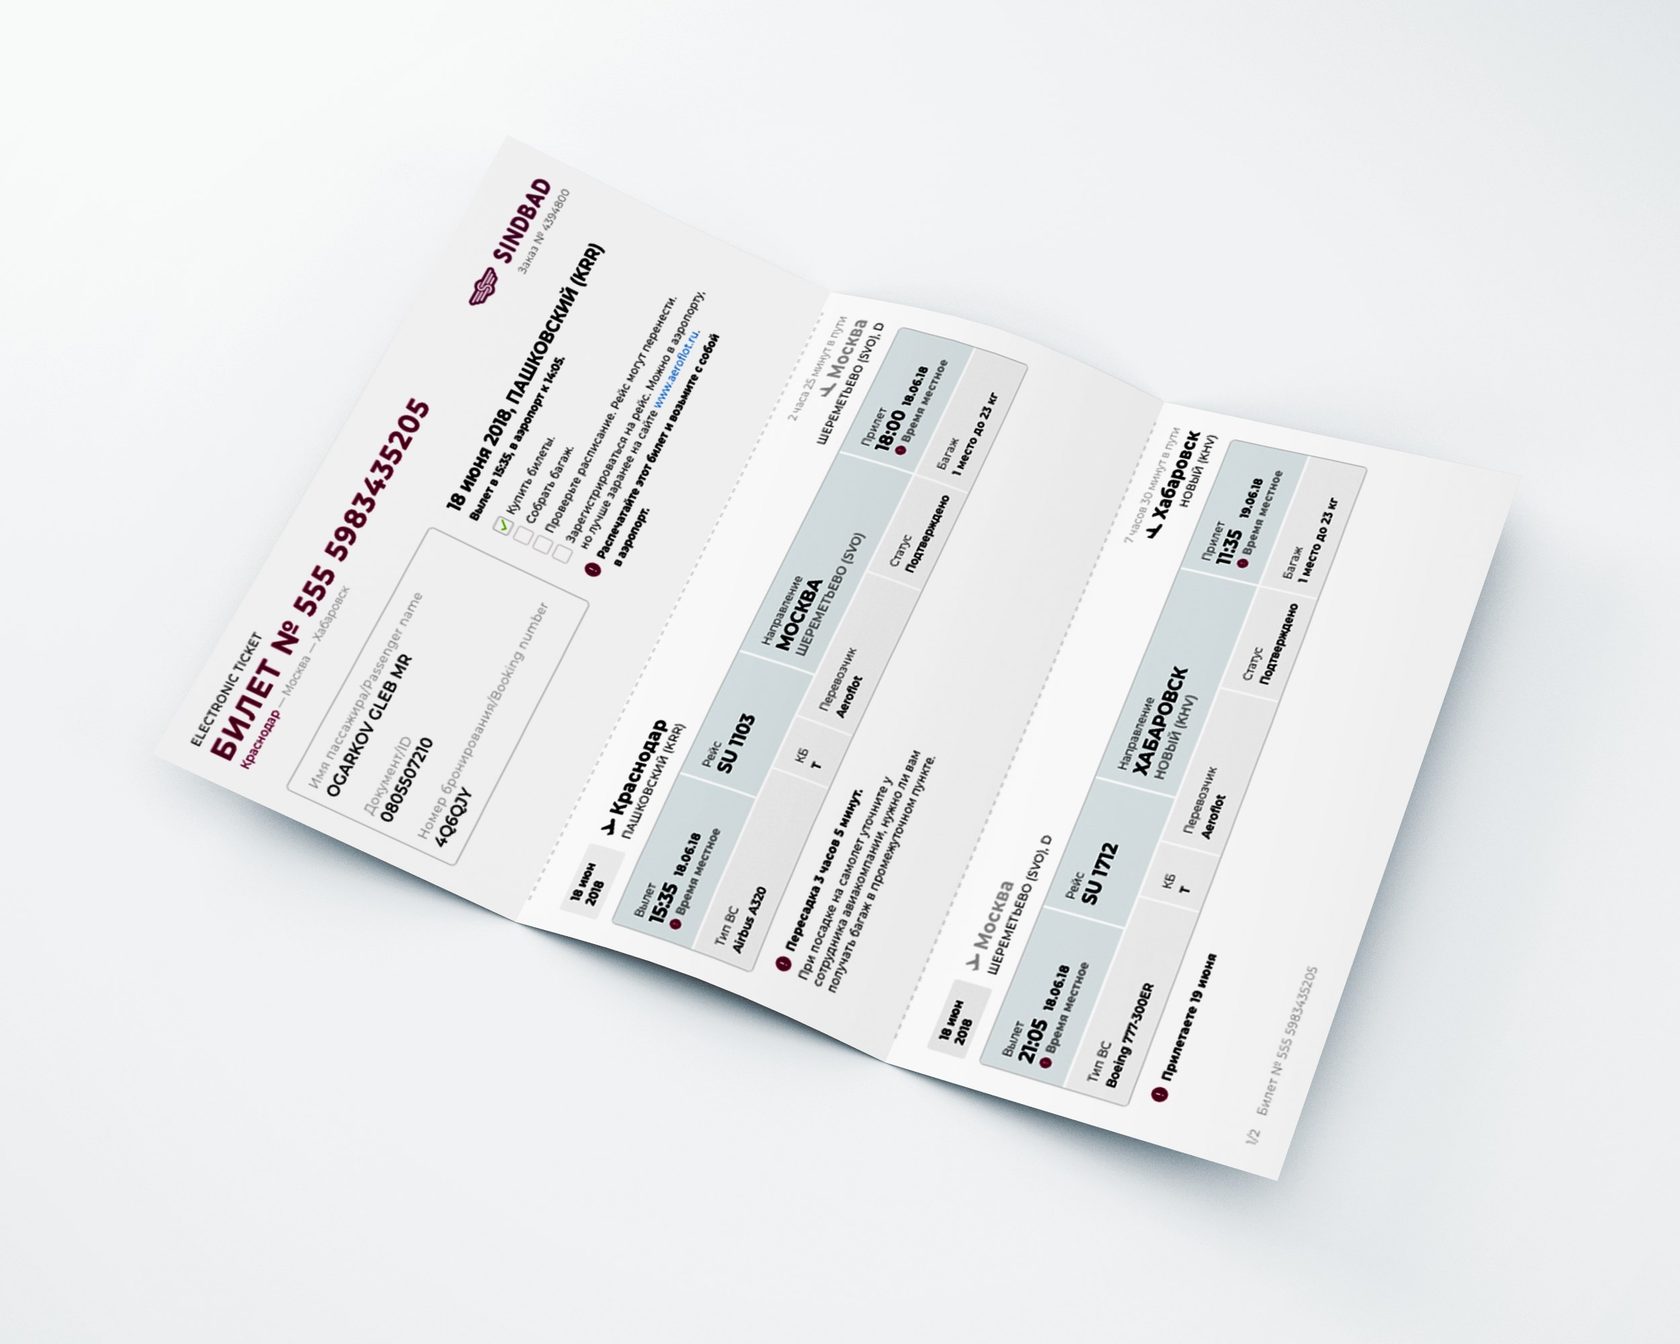 ELECTRONIC TICKET
БИЛЕТ № 555 5983435205
Краснодар — Москва — Хабаровск
SINDBAD
Заказ № 4394800
Имя пассажира/Passenger name
OGARKOV GLEB MR
Документ/ID
0805507210
Номер бронирования/Booking number
4Q6QJY
18 июня 2018, ПАШКОВСКИЙ (KRR)
Вылет в 15:35, в аэропорт к 14:05.
Купить билеты.
Собрать багаж.
Проверьте расписание. Рейс могут перенести.
Зарегистрироваться на рейс. Можно в аэропорту,
но лучше заранее на сайте www.aeroflot.ru.
Распечатайте этот билет и возьмите с собой
в аэропорт.
18 июн
2018
Краснодар
ПАШКОВСКИЙ (KRR)
2 часа 25 минут в пути
Москва
ШЕРЕМЕТЬЕВО (SVO), D
Вылет
15:35 18.06.18
Время местное
Рейс
SU 1103
Направление
МОСКВА
ШЕРЕМЕТЬЕВО (SVO)
Прилет
18:00 18.06.18
Время местное
Тип ВС
Airbus A320
КБ
T
Перевозчик
Aeroflot
Статус
Подтверждено
Багаж
1 место до 23 кг
Пересадка 3 часов 5 минут.
При посадке на самолет уточните у
сотрудника авиакомпании, нужно ли вам
получать багаж в промежуточном пункте.
18 июн
2018
Москва
ШЕРЕМЕТЬЕВО (SVO), D
7 часов 30 минут в пути
Хабаровск
НОВЫЙ (KHV)
Вылет
21:05 18.06.18
Время местное
Рейс
SU 1712
Направление
ХАБАРОВСК
НОВЫЙ (KHV)
Прилет
11:35 19.06.18
Время местное
Тип ВС
Boeing 777-300ER
КБ
T
Перевозчик
Aeroflot
Статус
Подтверждено
Багаж
1 место до 23 кг
Прилетаете 19 июня
1/2 Билет № 555 5983435205